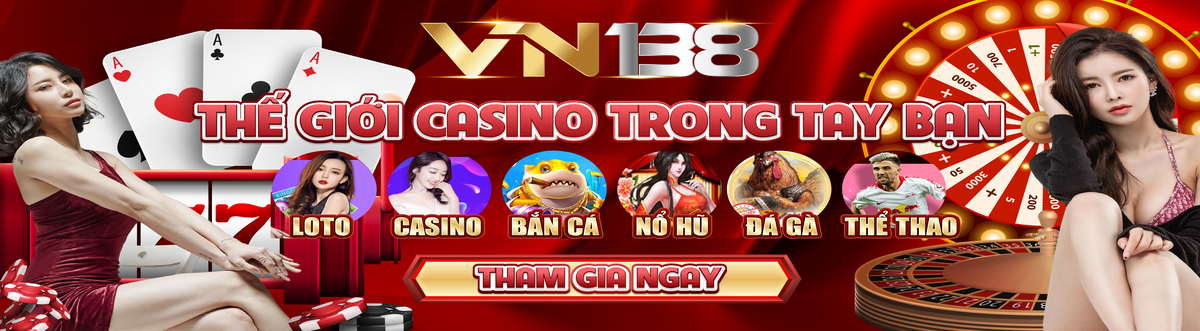 VN138
THẾ GIỚI CASINO TRONG TAY BẠN
LOTO CASINO BẮN CÁ NỔ HŨ ĐÁ GÀ THỂ THAO
THAM GIA NGAY